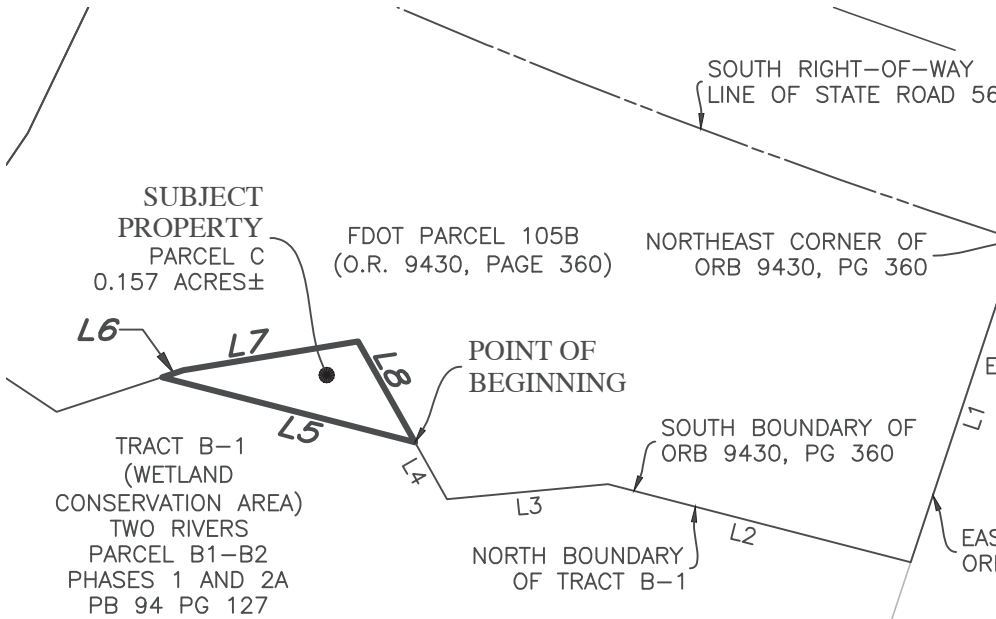 SOUTH RIGHT-OF-WAY
LINE OF STATE ROAD 56
SUBJECT
PROPERTY
PARCEL C
0.157 ACRES±
FDOT PARCEL 105B
(O.R. 9430, PAGE 360)
NORTHEAST CORNER OF
ORB 9430, PG 360
L6
L7
L8
L5
POINT OF
BEGINNING
L4
L3
L2
L1
E
SOUTH BOUNDARY OF
ORB 9430, PG 360
TRACT B-1
(WETLAND
CONSERVATION AREA)
TWO RIVERS
PARCEL B1-B2
PHASES 1 AND 2A
PB 94 PG 127
NORTH BOUNDARY
OF TRACT B-1